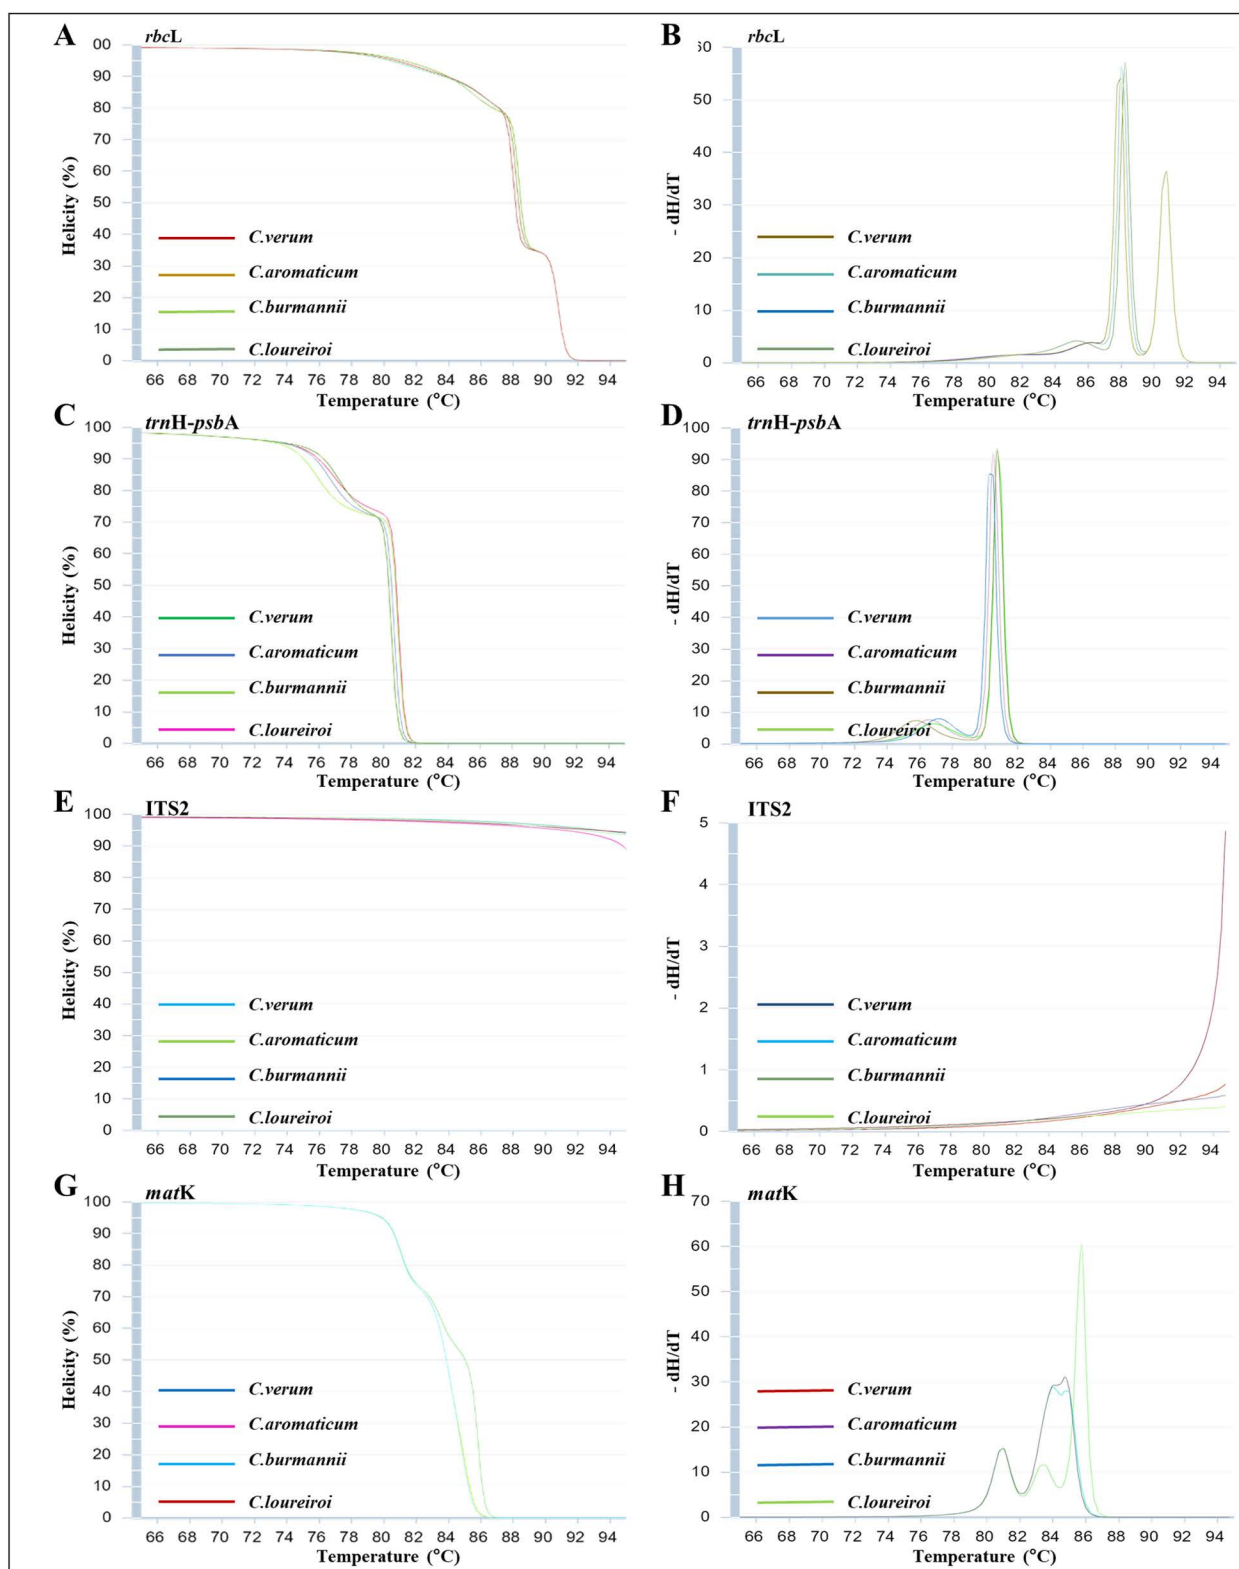 A
rbcL
00
90
80
70
60
50
40
30
20
10
0
Helicity (%)
C.verum
C.aromaticum
C.burmannii
C.loureiroi
66 68 70 72 74 76 78 80 82 84 86 88 90 92 94
Temperature (°C)
B
rbcL
60
50
40
30
20
10
0
- dH/dT
C.verum
C.aromaticum
C.burmannii
C.loureiroi
66 68 70 72 74 76 78 80 82 84 86 88 90 92 94
Temperature (°C)
C
trnH-psbA
100
90
80
70
60
50
40
30
20
10
0
Helicity (%)
C.verum
C.aromaticum
C.burmannii
C.loureiroi
66 68 70 72 74 76 78 80 82 84 86 88 90 92 94
Temperature (°C)
D
trnH-psbA
100
90
80
70
60
50
40
30
20
10
0
- dH/dT
C.verum
C.aromaticum
C.burmannii
C.loureiroi
66 68 70 72 74 76 78 80 82 84 86 88 90 92 94
Temperature (°C)
E
ITS2
100
90
80
70
60
50
40
30
20
10
0
Helicity (%)
C.verum
C.aromaticum
C.burmannii
C.loureiroi
66 68 70 72 74 76 78 80 82 84 86 88 90 92 94
Temperature (°C)
F
ITS2
5
4
3
2
1
0
- dH/dT
C.verum
C.aromaticum
C.burmannii
C.loureiroi
66 68 70 72 74 76 78 80 82 84 86 88 90 92 94
Temperature (°C)
G
matK
100
90
80
70
60
50
40
30
20
10
0
Helicity (%)
C.verum
C.aromaticum
C.burmannii
C.loureiroi
66 68 70 72 74 76 78 80 82 84 86 88 90 92 94
Temperature (°C)
H
matK
70
60
50
40
30
20
10
0
- dH/dT
C.verum
C.aromaticum
C.burmannii
C.loureiroi
66 68 70 72 74 76 78 80 82 84 86 88 90 92 94
Temperature (°C)